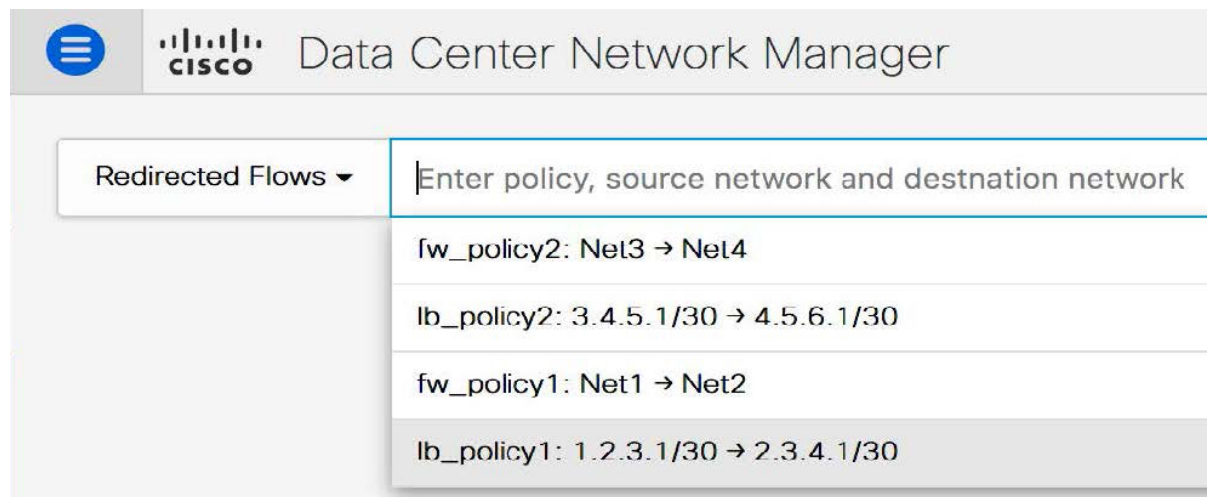 cisco Data Center Network Manager
Redirected Flows Enter policy, source network and destnation network
fw_policy2: Net3 → Net4
lb_policy2: 3.4.5.1/30 → 4.5.6.1/30
fw_policy1: Net1 → Net2
lb_policy1: 1.2.3.1/30 → 2.3.4.1/30